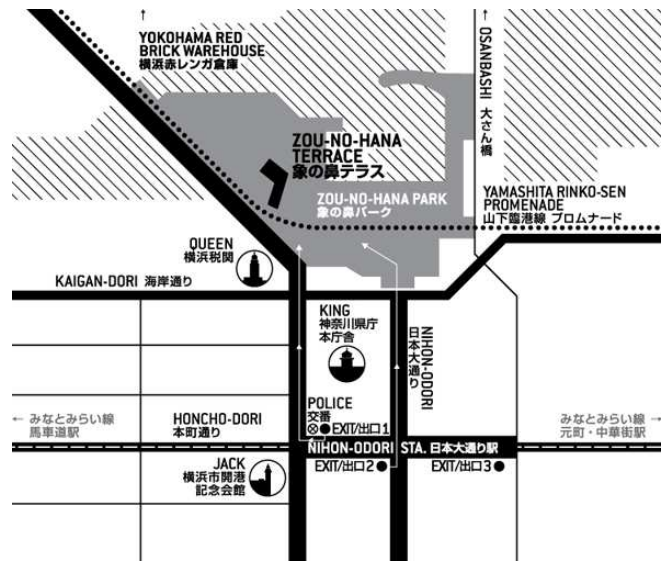 ↑
YOKOHAMA RED
BRICK WAREHOUSE
横浜赤レンガ倉庫
↑
OSANBASHI 大さん橋
ZOU-NO-HANA
TERRACE
象の鼻テラス
ZOU-NO-HANA PARK
象の鼻パーク
YAMASHITA RINKO-SEN
PROMENADE
山下臨港線 プロムナード
QUEEN
横浜税関
KAIGAN-DORI 海岸通り
KING
神奈川県庁
本庁舎
NIHON-ODORI
日本大通り
POLICE
交番
EXIT/出口1
← みなとみらい線
馬車道駅
HONCHO-DORI
本町通り
みなとみらい線 →
元町・中華街駅
NIHON-ODORI STA. 日本大通り駅
JACK
横浜市開港
記念会館
EXIT/出口2
EXIT/出口3